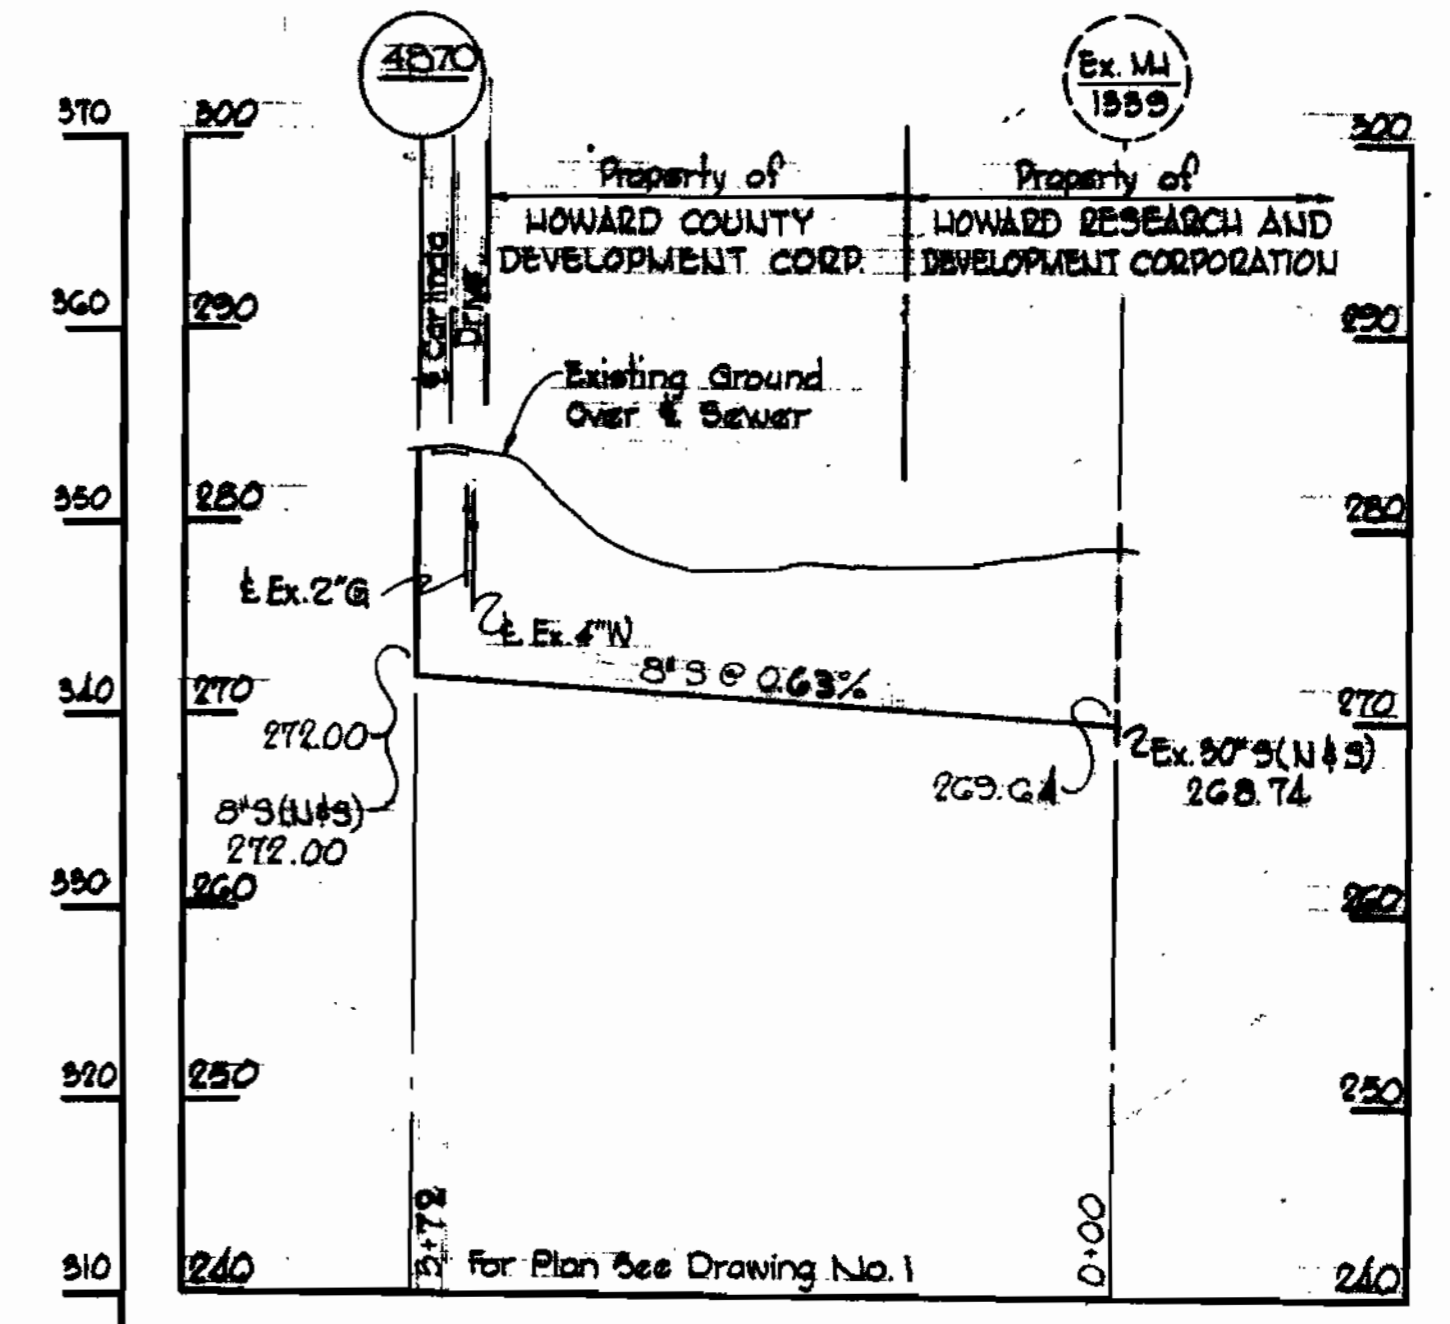 4870
Ex. MH
1339
370
300
300
Property of
HOWARD COUNTY
DEVELOPMENT CORP.
Property of
HOWARD RESEARCH AND
DEVELOPMENT CORPORATION
Carlinda
Drive
360
290
290
Existing Ground
Over ℄ Sewer
350
280
280
℄ Ex. 2"G
℄ Ex.
8"S @ 0.63%
340
270
270
272.00
8"S (N&S)
272.00
269.64
Ex. 30"S (N&S)
268.74
330
260
260
320
250
250
3+72
0+00
For Plan See Drawing No. 1
310
240
240